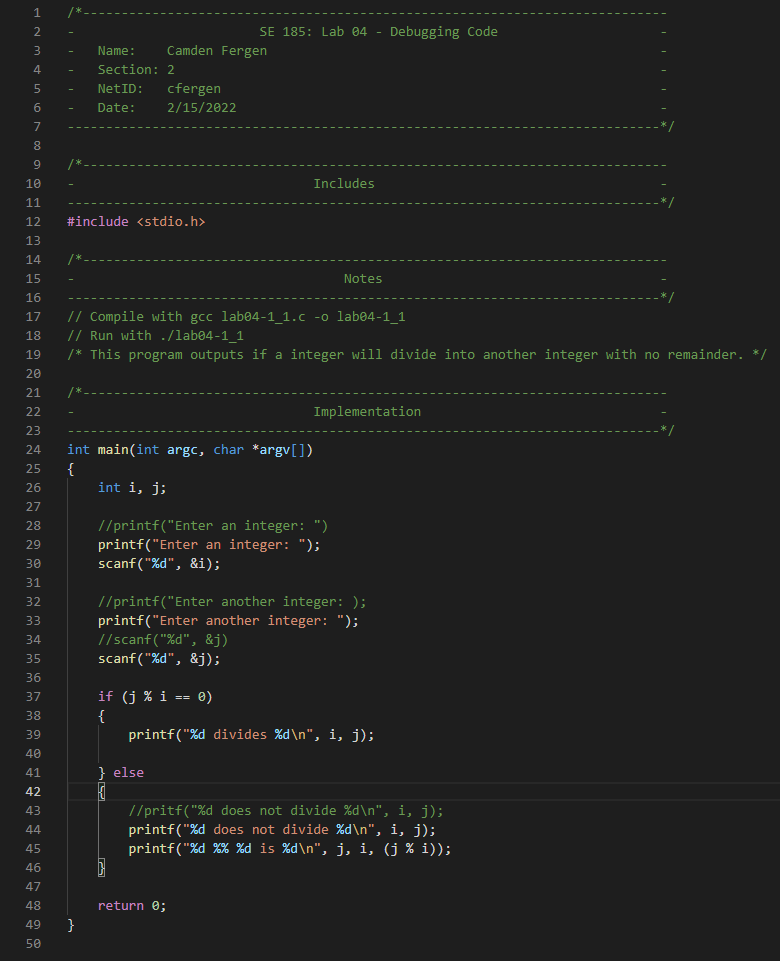 1 /*----------------------------------------------------------------------------
2 - SE 185: Lab 04 - Debugging Code -
3 - Name: Camden Fergen -
4 - Section: 2 -
5 - NetID: cfergen -
6 - Date: 2/15/2022 -
7 -----------------------------------------------------------------------------*/
8
9 /*----------------------------------------------------------------------------
10 - Includes -
11 -----------------------------------------------------------------------------*/
12 #include <stdio.h>
13
14 /*----------------------------------------------------------------------------
15 - Notes -
16 -----------------------------------------------------------------------------*/
17 // Compile with gcc lab04-1_1.c -o lab04-1_1
18 // Run with ./lab04-1_1
19 /* This program outputs if a integer will divide into another integer with no remainder. */
20
21 /*----------------------------------------------------------------------------
22 - Implementation -
23 -----------------------------------------------------------------------------*/
24 int main(int argc, char *argv[])
25 {
26 int i, j;
27
28 //printf("Enter an integer: ")
29 printf("Enter an integer: ");
30 scanf("%d", &i);
31
32 //printf("Enter another integer: );
33 printf("Enter another integer: ");
34 //scanf("%d", &j)
35 scanf("%d", &j);
36
37 if (j % i == 0)
38 {
39 printf("%d divides %d\n", i, j);
40
41 } else
42 {
43 //pritf("%d does not divide %d\n", i, j);
44 printf("%d does not divide %d\n", i, j);
45 printf("%d %% %d is %d\n", j, i, (j % i));
46 }
47
48 return 0;
49 }
50